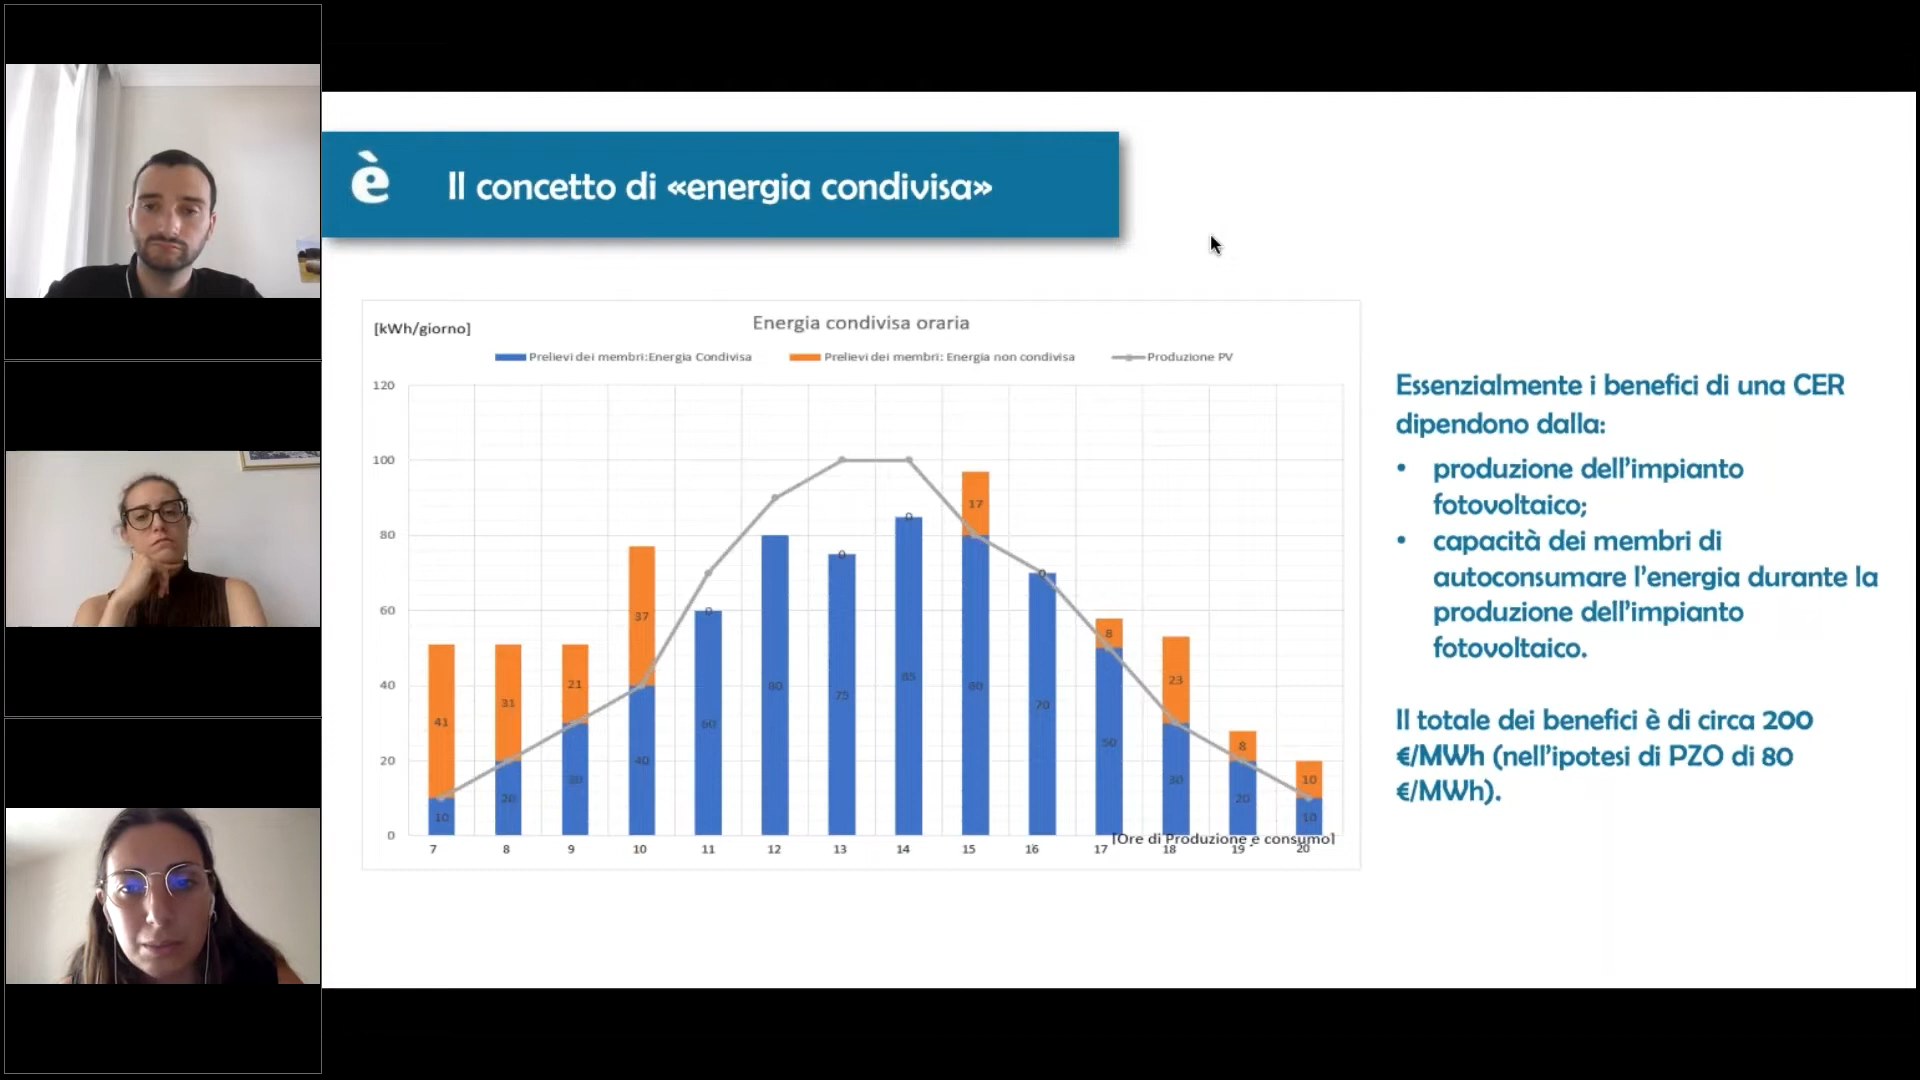 è
Il concetto di «energia condivisa»
[kWh/giorno]
Energia condivisa oraria
Prelievi dei membri:Energia Condivisa
Prelievi dei membri: Energia non condivisa
Produzione PV
120
100
80
60
40
20
0
41
31
21
37
17
8
23
8
10
0
0
0
0
10
20
30
40
60
80
75
85
80
70
50
30
20
10
[Ore di Produzione e consumo]
7 8 9 10 11 12 13 14 15 16 17 18 19 20
Essenzialmente i benefici di una CER
dipendono dalla:
• produzione dell'impianto
fotovoltaico;
• capacità dei membri di
autoconsumare l'energia durante la
produzione dell'impianto
fotovoltaico.
Il totale dei benefici è di circa 200
€/MWh (nell'ipotesi di PZO di 80
€/MWh).